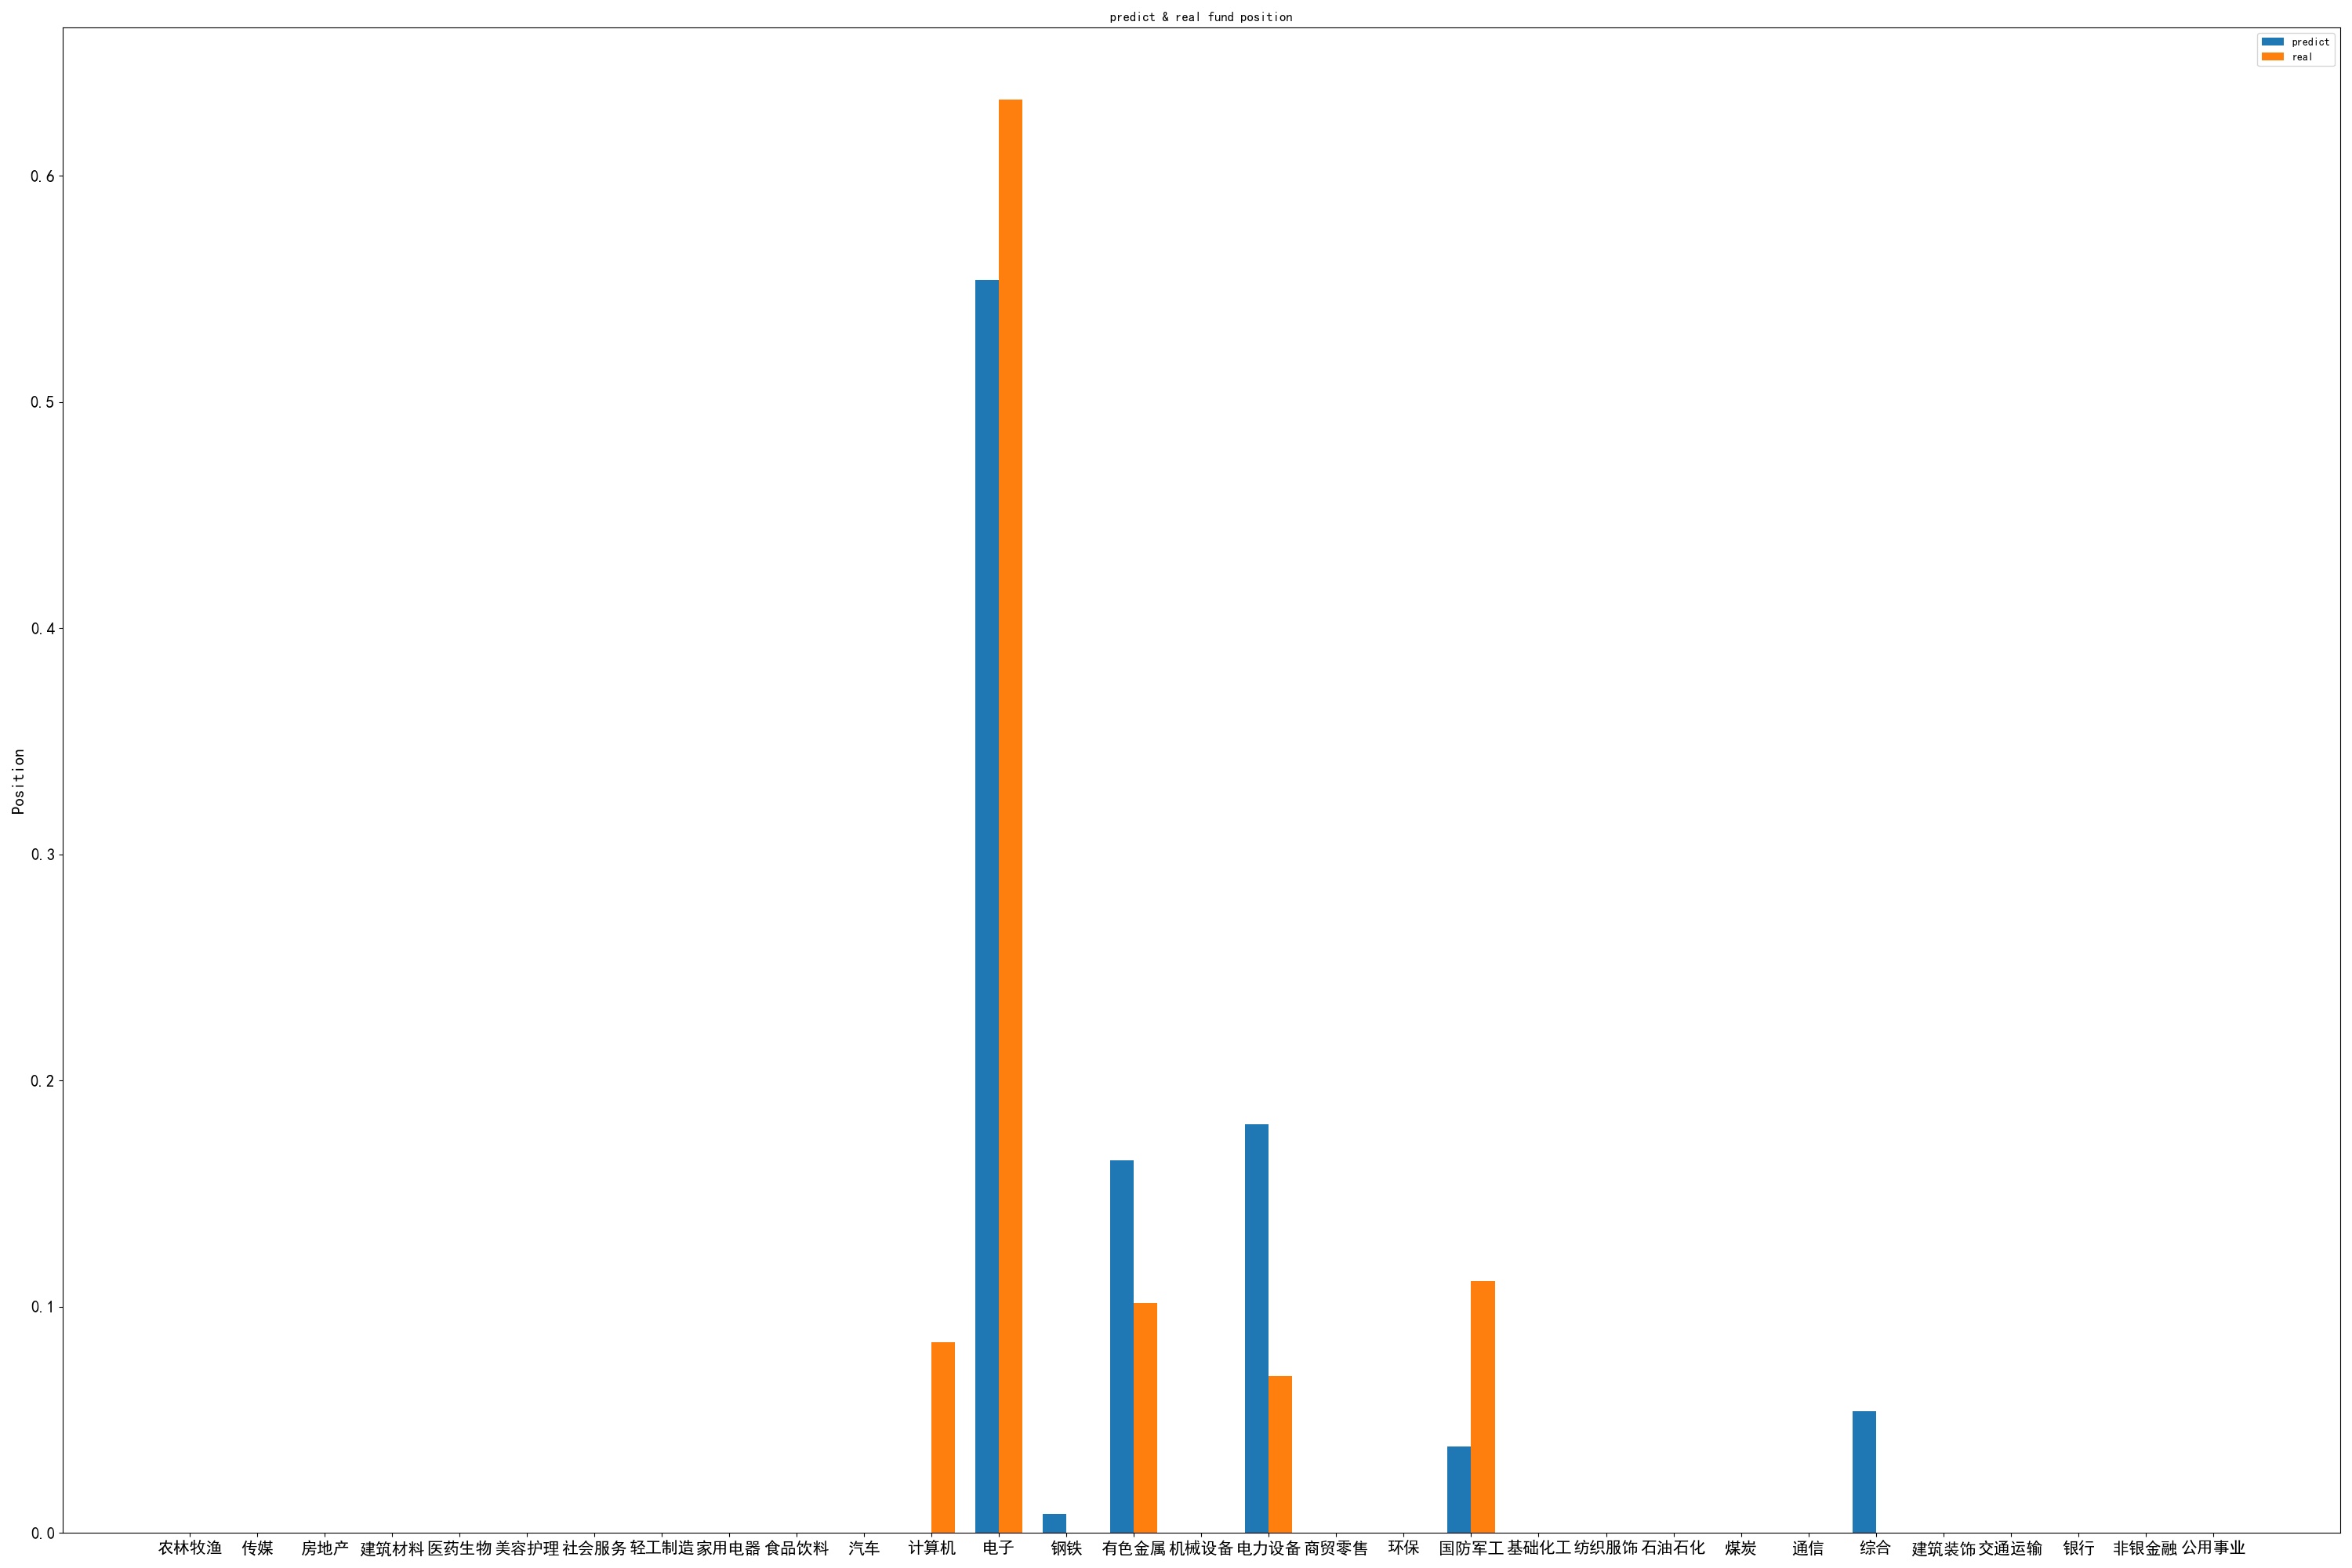 predict & real fund position
predict
real
0.6
0.5
0.4
0.3
0.2
0.1
0.0
Position
农林牧渔 传媒 房地产 建筑材料 医药生物 美容护理 社会服务 轻工制造 家用电器 食品饮料 汽车 计算机 电子 钢铁 有色金属 机械设备 电力设备 商贸零售 环保 国防军工 基础化工 纺织服饰 石油石化 煤炭 通信 综合 建筑装饰 交通运输 银行 非银金融 公用事业